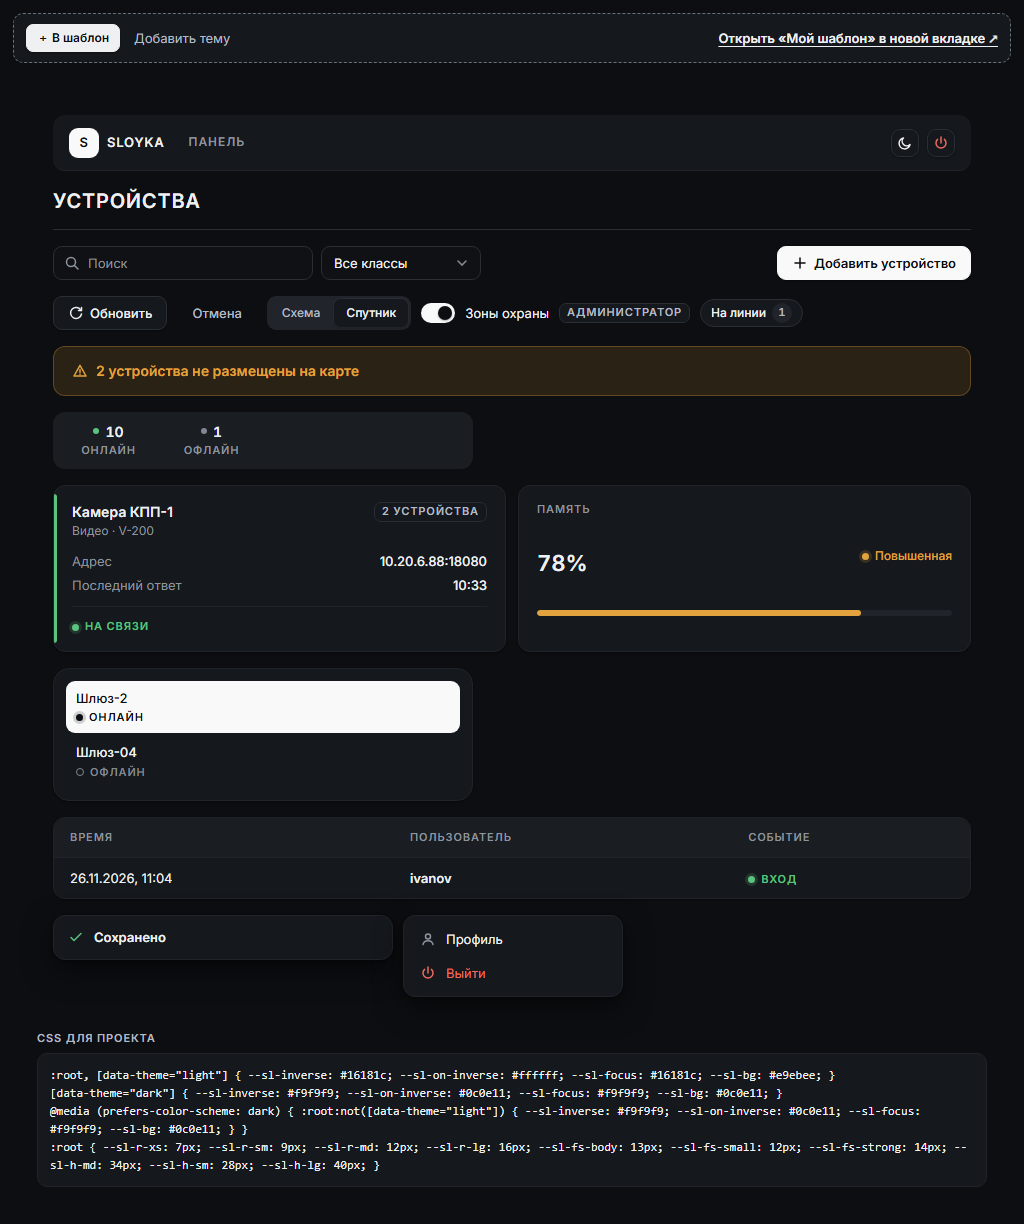 + В шаблон Добавить тему Открыть «Мой шаблон» в новой вкладке ↗
S SLOYKA ПАНЕЛЬ
УСТРОЙСТВА
Поиск Все классы + Добавить устройство
Обновить Отмена Схема Спутник Зоны охраны АДМИНИСТРАТОР На линии 1
2 устройства не размещены на карте
10 1
ОНЛАЙН ОФЛАЙН
Камера КПП-1 2 УСТРОЙСТВА
Видео · V-200
Адрес 10.20.6.88:18080
Последний ответ 10:33
НА СВЯЗИ
ПАМЯТЬ
78% Повышенная
Шлюз-2
ОНЛАЙН
Шлюз-04
ОФЛАЙН
ВРЕМЯ ПОЛЬЗОВАТЕЛЬ СОБЫТИЕ
26.11.2026, 11:04 ivanov ВХОД
Сохранено
Профиль
Выйти
CSS ДЛЯ ПРОЕКТА
:root, [data-theme="light"] { --sl-inverse: #16181c; --sl-on-inverse: #ffffff; --sl-focus: #16181c; --sl-bg: #e9ebee; }
[data-theme="dark"] { --sl-inverse: #f9f9f9; --sl-on-inverse: #0c0e11; --sl-focus: #f9f9f9; --sl-bg: #0c0e11; }
@media (prefers-color-scheme: dark) { :root:not([data-theme="light"]) { --sl-inverse: #f9f9f9; --sl-on-inverse: #0c0e11; --sl-focus:
#f9f9f9; --sl-bg: #0c0e11; } }
:root { --sl-r-xs: 7px; --sl-r-sm: 9px; --sl-r-md: 12px; --sl-r-lg: 16px; --sl-fs-body: 13px; --sl-fs-small: 12px; --sl-fs-strong: 14px; --
sl-h-md: 34px; --sl-h-sm: 28px; --sl-h-lg: 40px; }